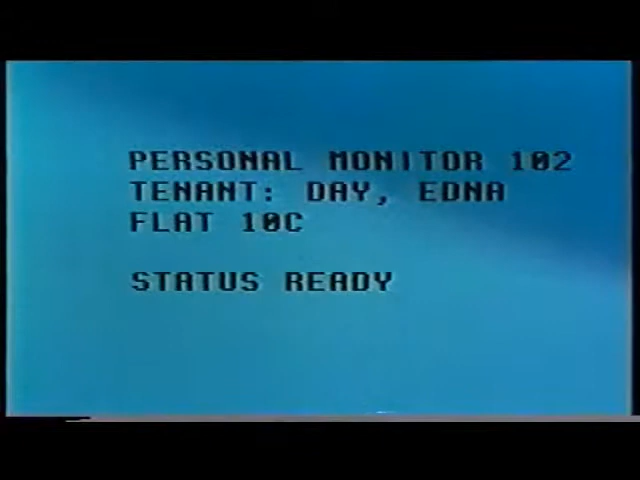 PERSONAL MONITOR 102
TENANT: DAY, EDNA
FLAT 10C
STATUS READY